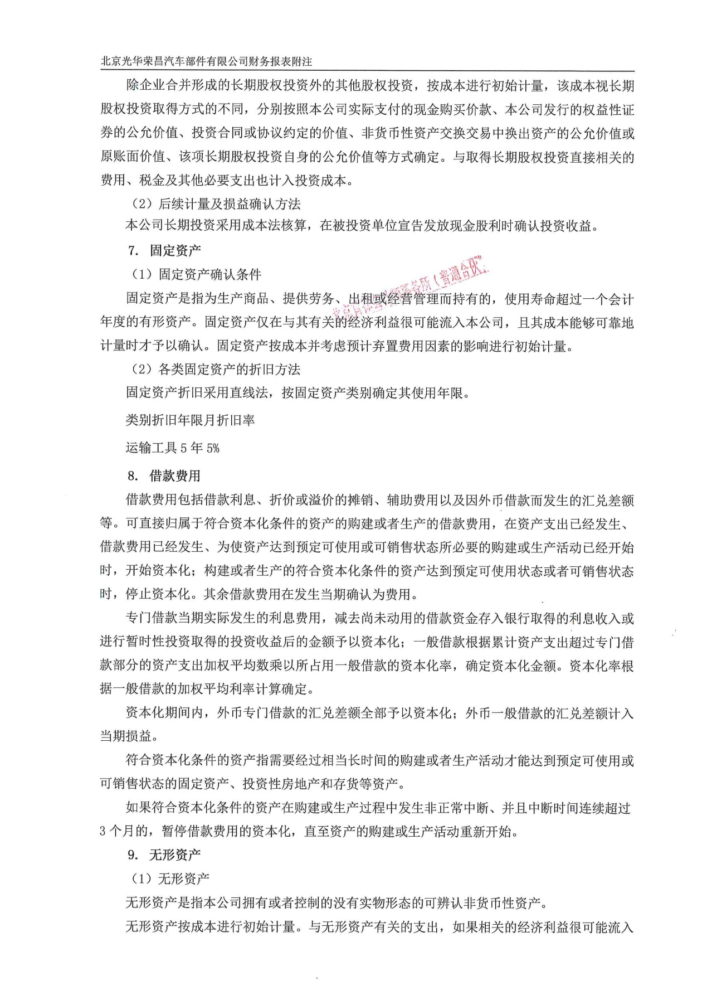 北京光华荣昌汽车部件有限公司财务报表附注
除企业合并形成的长期股权投资外的其他股权投资，按成本进行初始计量，该成本视长期
股权投资取得方式的不同，分别按照本公司实际支付的现金购买价款、本公司发行的权益性证
券的公允价值、投资合同或协议约定的价值、非货币性资产交换交易中换出资产的公允价值或
原账面价值、该项长期股权投资自身的公允价值等方式确定。与取得长期股权投资直接相关的
费用、税金及其他必要支出也计入投资成本。
（2）后续计量及损益确认方法
本公司长期投资采用成本法核算，在被投资单位宣告发放现金股利时确认投资收益。
7. 固定资产
（1）固定资产确认条件
务所（普通合伙）
固定资产是指为生产商品、提供劳务、出租或经营管理而持有的，使用寿命超过一个会计
年度的有形资产。固定资产仅在与其有关的经济利益很可能流入本公司，且其成本能够可靠地
计量时才予以确认。固定资产按成本并考虑预计弃置费用因素的影响进行初始计量。
（2）各类固定资产的折旧方法
固定资产折旧采用直线法，按固定资产类别确定其使用年限。
类别折旧年限月折旧率
运输工具 5 年 5%
8. 借款费用
借款费用包括借款利息、折价或溢价的摊销、辅助费用以及因外币借款而发生的汇兑差额
等。可直接归属于符合资本化条件的资产的购建或者生产的借款费用，在资产支出已经发生、
借款费用已经发生、为使资产达到预定可使用或可销售状态所必要的购建或生产活动已经开始
时，开始资本化；构建或者生产的符合资本化条件的资产达到预定可使用状态或者可销售状态
时，停止资本化。其余借款费用在发生当期确认为费用。
专门借款当期实际发生的利息费用，减去尚未动用的借款资金存入银行取得的利息收入或
进行暂时性投资取得的投资收益后的金额予以资本化；一般借款根据累计资产支出超过专门借
款部分的资产支出加权平均数乘以所占用一般借款的资本化率，确定资本化金额。资本化率根
据一般借款的加权平均利率计算确定。
资本化期间内，外币专门借款的汇兑差额全部予以资本化；外币一般借款的汇兑差额计入
当期损益。
符合资本化条件的资产指需要经过相当长时间的购建或者生产活动才能达到预定可使用或
可销售状态的固定资产、投资性房地产和存货等资产。
如果符合资本化条件的资产在购建或生产过程中发生非正常中断、并且中断时间连续超过
3 个月的，暂停借款费用的资本化，直至资产的购建或生产活动重新开始。
9. 无形资产
（1）无形资产
无形资产是指本公司拥有或者控制的没有实物形态的可辨认非货币性资产。
无形资产按成本进行初始计量。与无形资产有关的支出，如果相关的经济利益很可能流入